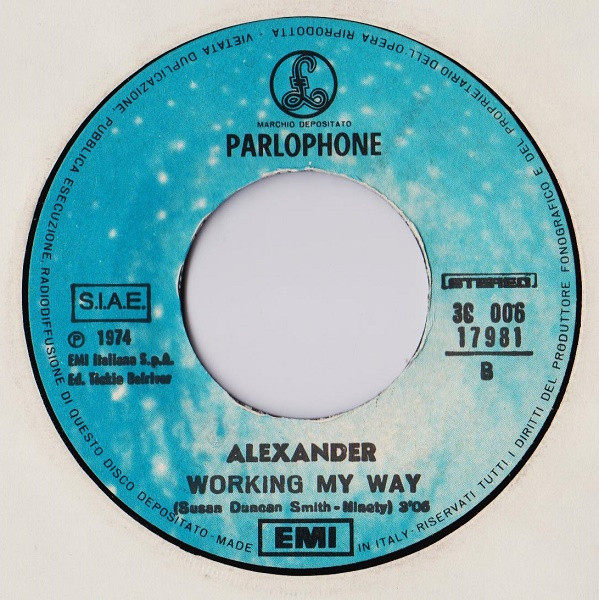 TUTTI I DIRITTI DEL PRODUTTORE FONOGRAFICO E DEL PROPRIETARIO DELL'OPERA RIPRODOTTA - VIETATA DUPLICAZIONE, PUBBLICA ESECUZIONE, RADIODIFFUSIONE DI QUESTO DISCO DEPOSITATO - MADE IN ITALY - RISERVATI
£
MARCHIO DEPOSITATO
PARLOPHONE
S.I.A.E.
STEREO
℗ 1974
3C 006
17981
EMI Italiana S.p.A.
Ed. Tickle Belriver
B
ALEXANDER
WORKING MY WAY
(Susan Duncan Smith - Ninety) 3'06
EMI